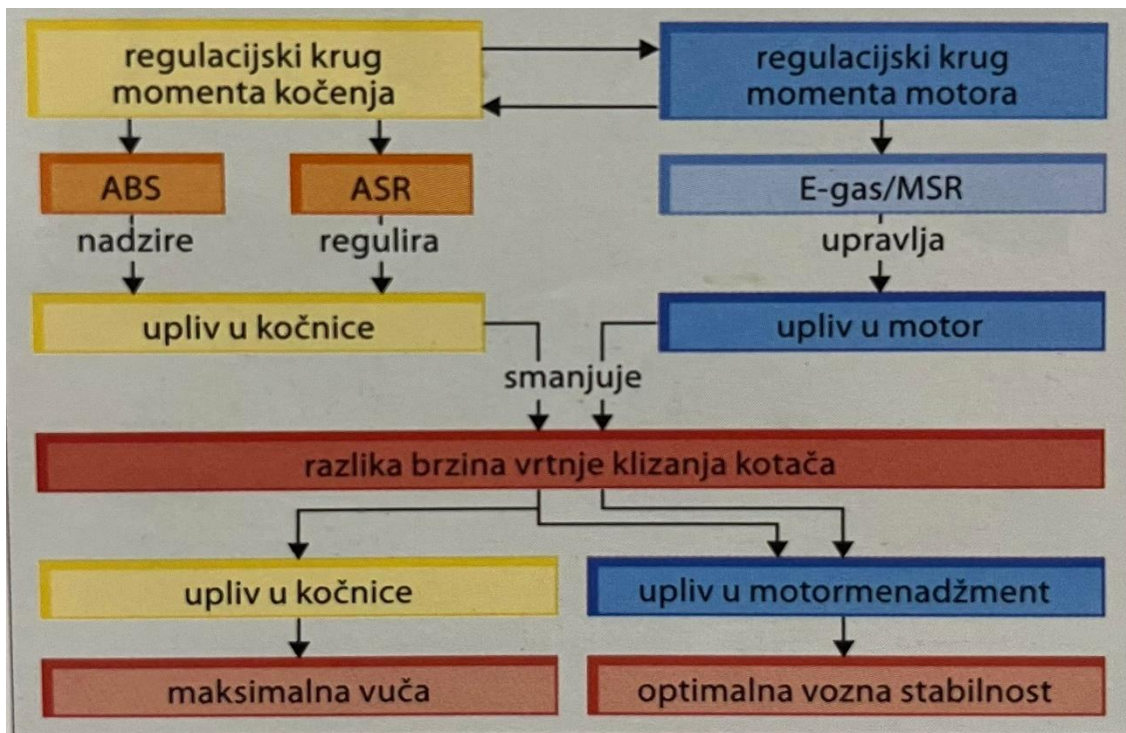 regulacijski krug
momenta kočenja
regulacijski krug
momenta motora
ABS
ASR
E-gas/MSR
nadzire
regulira
upravlja
upliv u kočnice
upliv u motor
smanjuje
razlika brzina vrtnje klizanja kotača
upliv u kočnice
upliv u motormenadžment
maksimalna vuča
optimalna vozna stabilnost